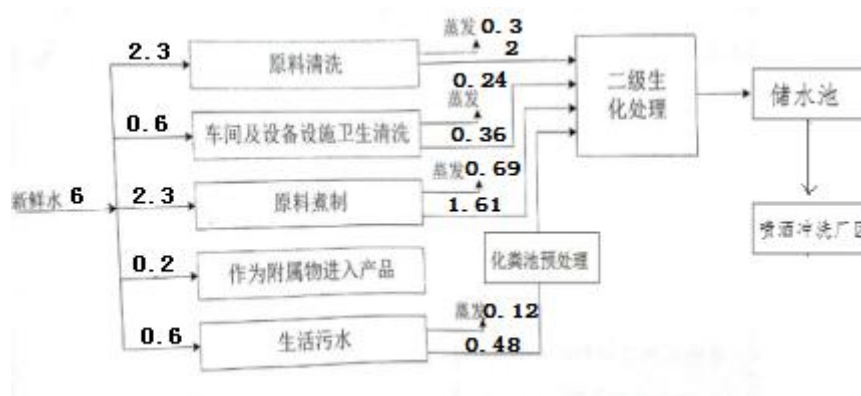 蒸发 0.3
2.3
2
原料清洗
0.24
蒸发
二级生
化处理
储水池
0.6
车间及设备设施卫生清洗
0.36
蒸发 0.69
新鲜水 6
2.3
原料煮制
1.61
喷洒冲洗厂区
0.2
作为附属物进入产品
化粪池预处理
蒸发 0.12
0.6
生活污水
0.48